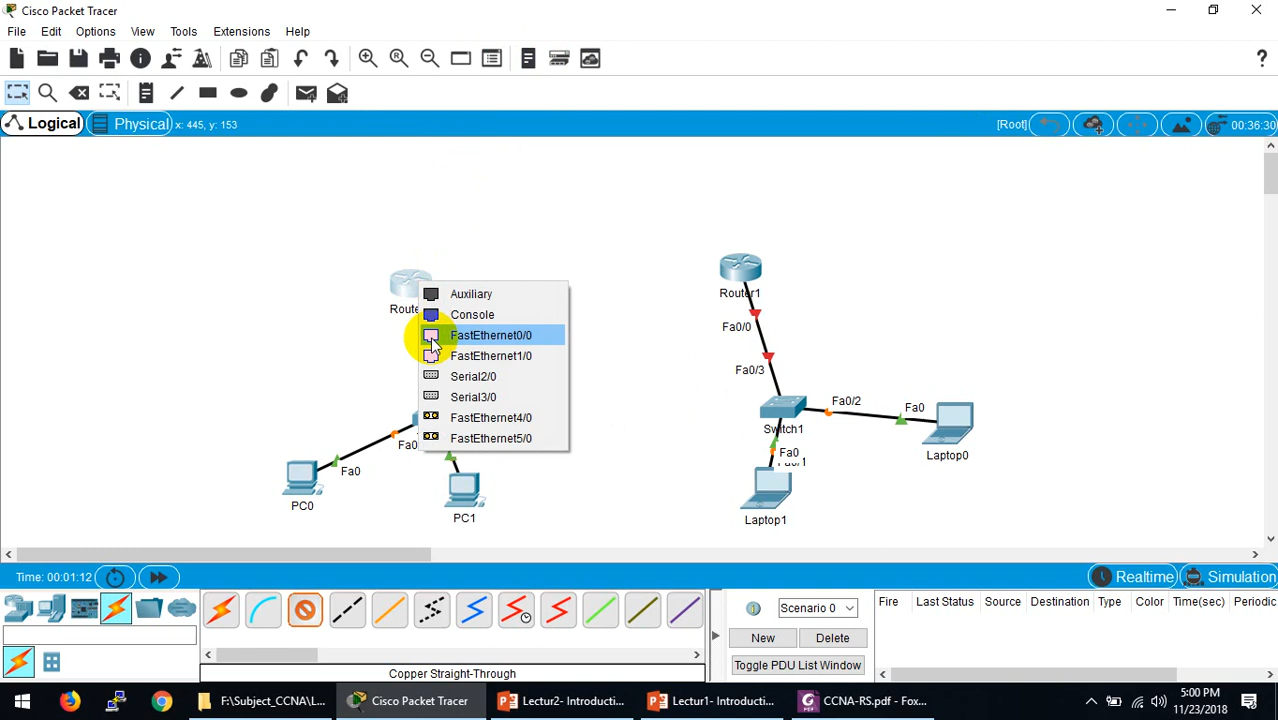 Cisco Packet Tracer
File Edit Options View Tools Extensions Help
?
Logical Physical x: 445, y: 153 [Root] 00:36:30
Auxiliary
Console
FastEthernet0/0
FastEthernet1/0
Serial2/0
Serial3/0
FastEthernet4/0
FastEthernet5/0
Route
Router1
Fa0/0
Fa0/3
Fa0/2
Fa0
Switch1
Fa0
Laptop0
Fa0
Fa0
PC0
PC1
Laptop1
Time: 00:01:12
Realtime Simulation
Scenario 0
New Delete
Toggle PDU List Window
Fire Last Status Source Destination Type Color Time(sec) Periodic
Copper Straight-Through
F:\Subject_CCNA\L...
Cisco Packet Tracer
Lectur2- Introducti...
Lectur1- Introducti...
CCNA-RS.pdf - Fox...
5:00 PM
11/23/2018